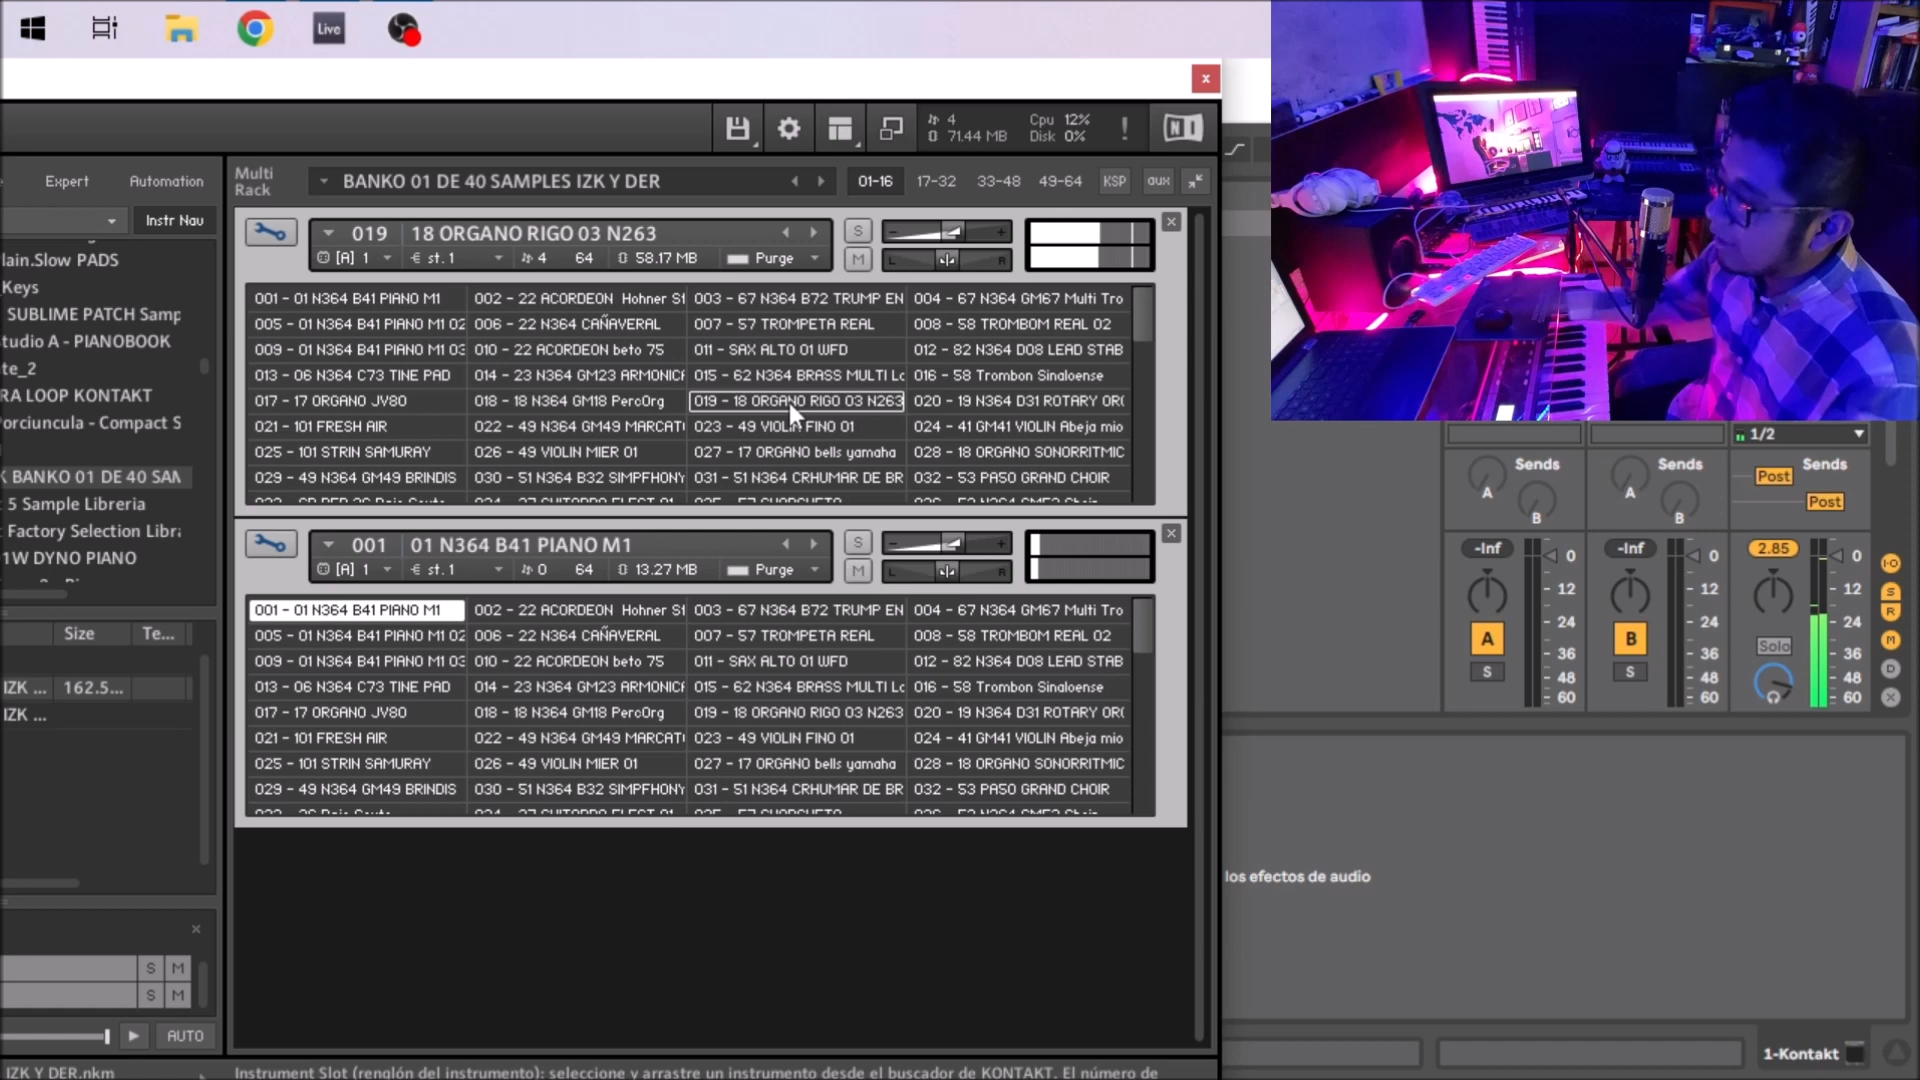 Live
x
4
71.44 MB
Cpu 12%
Disk 0%
!
NI
Expert
Automation
Multi Rack
BANKO 01 DE 40 SAMPLES IZK Y DER
01-16
17-32
33-48
49-64
KSP
aux
Instr Nav
lain.Slow PADS
Keys
SUBLIME PATCH Samp
tudio A - PIANOBOOK
te_2
RA LOOP KONTAKT
Porciuncula - Compact S
K BANKO 01 DE 40 SAM
5 Sample Libreria
Factory Selection Libr
01W DYNO PIANO
019 18 ORGANO RIGO 03 N263
S
[A] 1 st. 1 4 64 58.17 MB Purge
M
L R
001 - 01 N364 B41 PIANO M1 002 - 22 ACORDEON Hohner St 003 - 67 N364 B72 TRUMP EN 004 - 67 N364 GM67 Multi Tro
005 - 01 N364 B41 PIANO M1 02 006 - 22 N364 CAÑAVERAL 007 - 57 TROMPETA REAL 008 - 58 TROMBOM REAL 02
009 - 01 N364 B41 PIANO M1 03 010 - 22 ACORDEON beto 75 011 - SAX ALTO 01 WFD 012 - 82 N364 D08 LEAD STAB
013 - 06 N364 C73 TINE PAD 014 - 23 N364 GM23 ARMONICA 015 - 62 N364 BRASS MULTI Lo 016 - 58 Trombon Sinaloense
017 - 17 ORGANO JV80 018 - 18 N364 GM18 PercOrg 019 - 18 ORGANO RIGO 03 N263 020 - 19 N364 D31 ROTARY OR
021 - 101 FRESH AIR 022 - 49 N364 GM49 MARCAT 023 - 49 VIOLIN FINO 01 024 - 41 GM41 VIOLIN Abeja mio
025 - 101 STRIN SAMURAY 026 - 49 VIOLIN MIER 01 027 - 17 ORGANO bells yamaha 028 - 18 ORGANO SONORRITMIC
029 - 49 N364 GM49 BRINDIS 030 - 51 N364 B32 SIMPFHONY 031 - 51 N364 CRHUMAR DE BR 032 - 53 PA50 GRAND CHOIR
001 01 N364 B41 PIANO M1
S
[A] 1 st. 1 0 64 13.27 MB Purge
M
L R
001 - 01 N364 B41 PIANO M1 002 - 22 ACORDEON Hohner St 003 - 67 N364 B72 TRUMP EN 004 - 67 N364 GM67 Multi Tro
005 - 01 N364 B41 PIANO M1 02 006 - 22 N364 CAÑAVERAL 007 - 57 TROMPETA REAL 008 - 58 TROMBOM REAL 02
009 - 01 N364 B41 PIANO M1 03 010 - 22 ACORDEON beto 75 011 - SAX ALTO 01 WFD 012 - 82 N364 D08 LEAD STAB
013 - 06 N364 C73 TINE PAD 014 - 23 N364 GM23 ARMONICA 015 - 62 N364 BRASS MULTI Lo 016 - 58 Trombon Sinaloense
017 - 17 ORGANO JV80 018 - 18 N364 GM18 PercOrg 019 - 18 ORGANO RIGO 03 N263 020 - 19 N364 D31 ROTARY OR
021 - 101 FRESH AIR 022 - 49 N364 GM49 MARCAT 023 - 49 VIOLIN FINO 01 024 - 41 GM41 VIOLIN Abeja mio
025 - 101 STRIN SAMURAY 026 - 49 VIOLIN MIER 01 027 - 17 ORGANO bells yamaha 028 - 18 ORGANO SONORRITMIC
029 - 49 N364 GM49 BRINDIS 030 - 51 N364 B32 SIMPFHONY 031 - 51 N364 CRHUMAR DE BR 032 - 53 PA50 GRAND CHOIR
Size Te...
IZK ... 162.5...
IZK ...
S M
S M
AUTO
IZK Y DER.nkm
Instrument Slot (renglón del instrumento): seleccione y arrastre un instrumento desde el buscador de KONTAKT. El número de
1/2
Sends Sends Sends
A A Post
B B Post
-Inf 0 -Inf 0 2.85 0
12 12 12
24 24 24
A 36 B 36 Solo 36
S 48 S 48 48
60 60 60
I·O
S
R
M
D
X
los efectos de audio
1-Kontakt